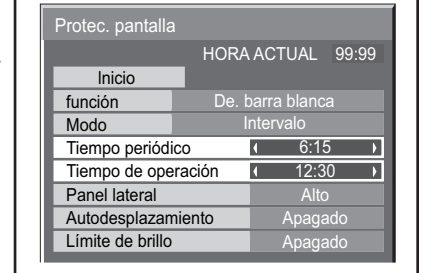 Protec. pantalla
HORA ACTUAL 99:99
Inicio
función De. barra blanca
Modo Intervalo
Tiempo periódico 6:15
Tiempo de operación 12:30
Panel lateral Alto
Autodesplazamiento Apagado
Límite de brillo Apagado